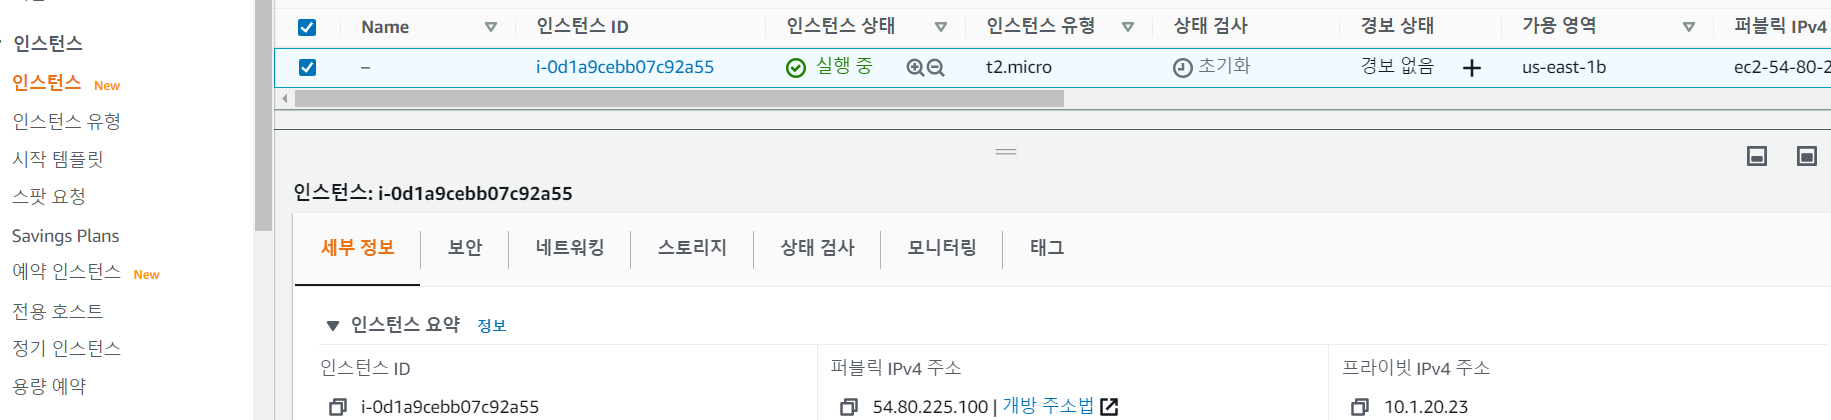 인스턴스
인스턴스 New
인스턴스 유형
시작 템플릿
스팟 요청
Savings Plans
예약 인스턴스 New
전용 호스트
정기 인스턴스
용량 예약
Name 인스턴스 ID 인스턴스 상태 인스턴스 유형 상태 검사 경보 상태 가용 영역 퍼블릭 IPv4
– i-0d1a9cebb07c92a55 실행 중 t2.micro 초기화 경보 없음 + us-east-1b ec2-54-80-2
인스턴스: i-0d1a9cebb07c92a55
세부 정보 보안 네트워킹 스토리지 상태 검사 모니터링 태그
▼ 인스턴스 요약 정보
인스턴스 ID 퍼블릭 IPv4 주소 프라이빗 IPv4 주소
i-0d1a9cebb07c92a55 54.80.225.100 | 개방 주소법 10.1.20.23